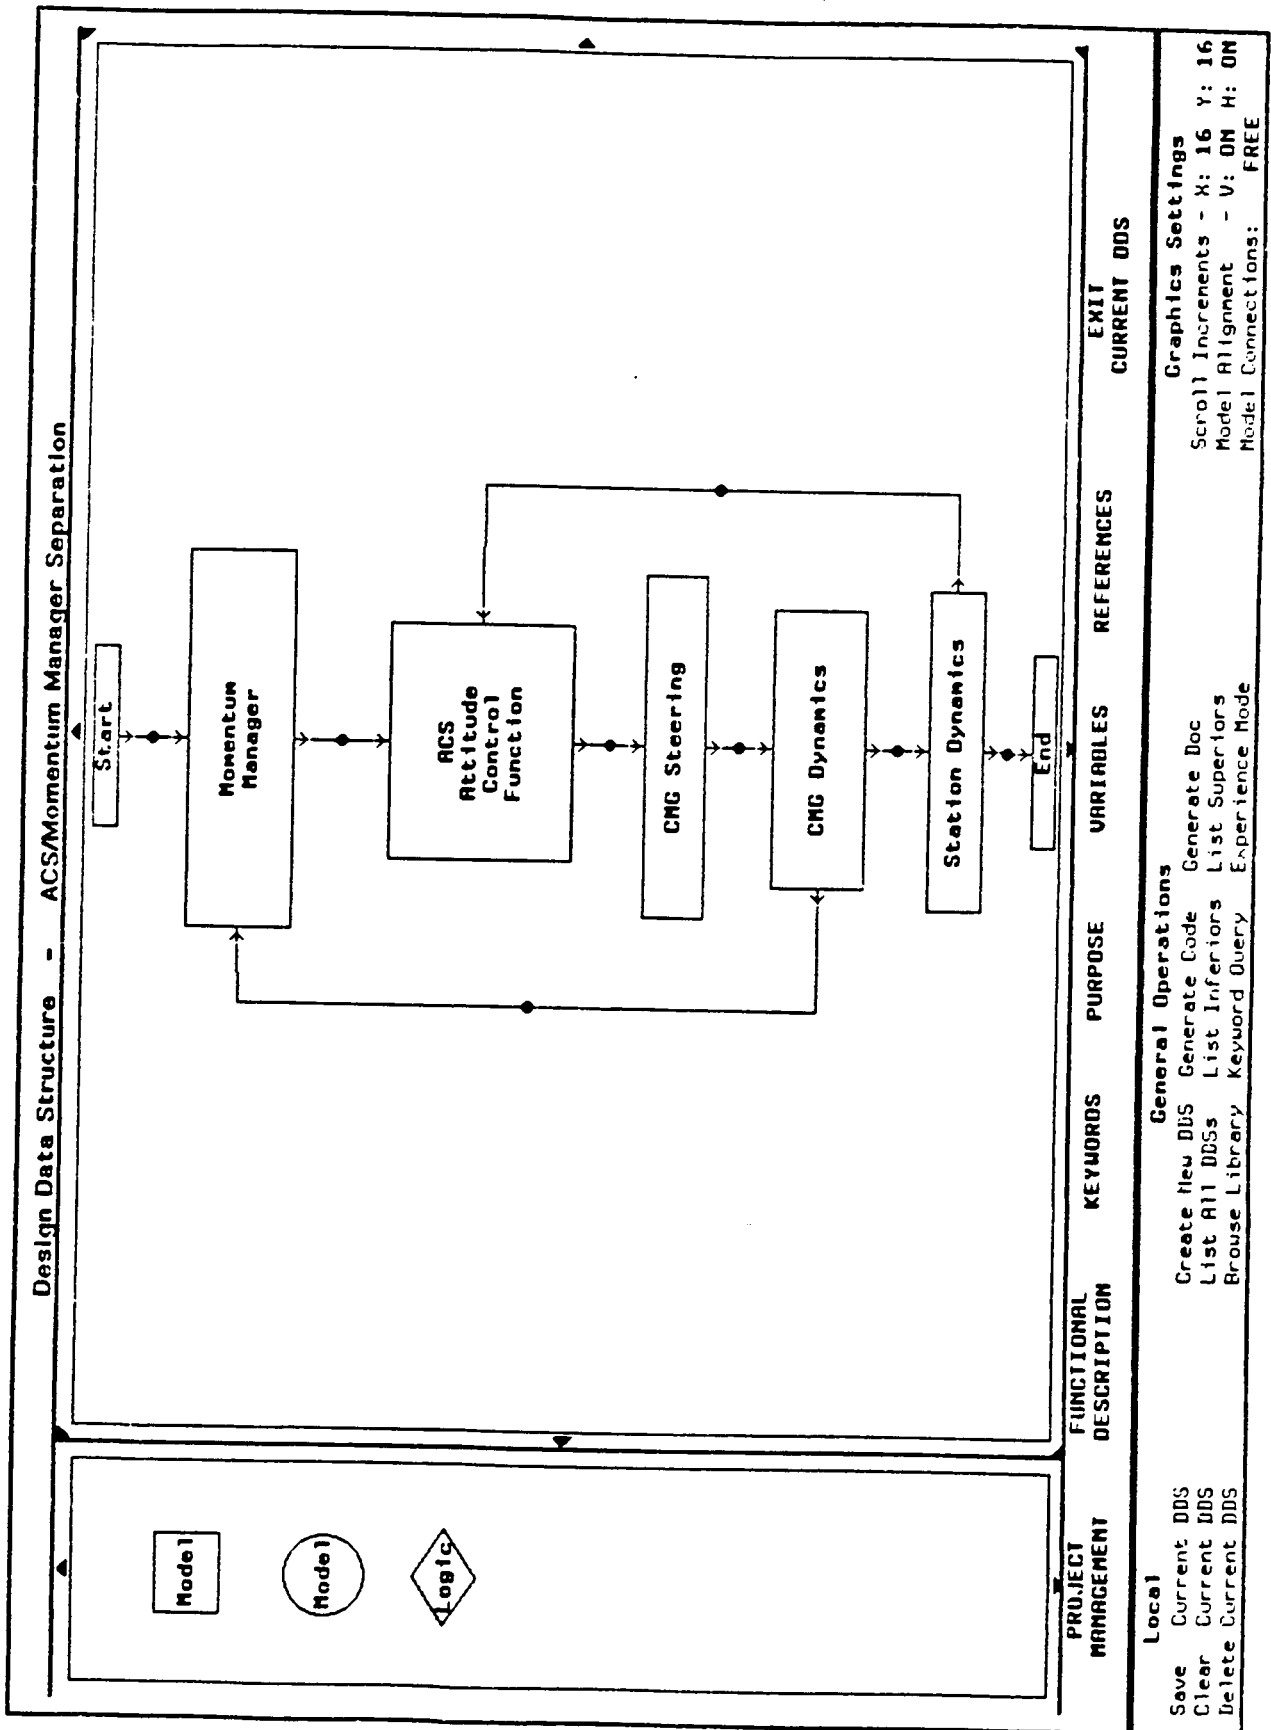 Design Data Structure - ACS/Momentum Manager Separation
Model
Model
Logic
Start
Momentum
Manager
ACS
Attitude
Control
Function
CMG Steering
CMG Dynamics
Station Dynamics
End
PROJECT
MANAGEMENT
FUNCTIONAL
DESCRIPTION
KEYWORDS
PURPOSE
VARIABLES
REFERENCES
EXIT
CURRENT DDS
Local
Save Current DDS
Clear Current DDS
Delete Current DDS
General Operations
Create New DDS Generate Code Generate Doc
List All DDSs List Inferiors List Superiors
Browse Library Keyword Query Experience Mode
Graphics Settings
Scroll Increments - X: 16 Y: 16
Model Alignment - V: ON H: ON
Model Connections: FREE